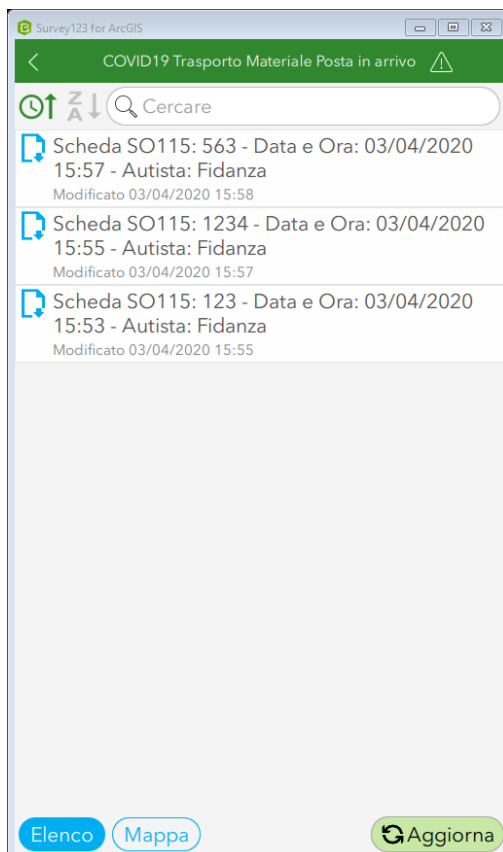 Survey123 for ArcGIS
COVID19 Trasporto Materiale Posta in arrivo
Z
A
Cercare
Scheda SO115: 563 - Data e Ora: 03/04/2020
15:57 - Autista: Fidanza
Modificato 03/04/2020 15:58
Scheda SO115: 1234 - Data e Ora: 03/04/2020
15:55 - Autista: Fidanza
Modificato 03/04/2020 15:57
Scheda SO115: 123 - Data e Ora: 03/04/2020
15:53 - Autista: Fidanza
Modificato 03/04/2020 15:55
Elenco Mappa Aggiorna